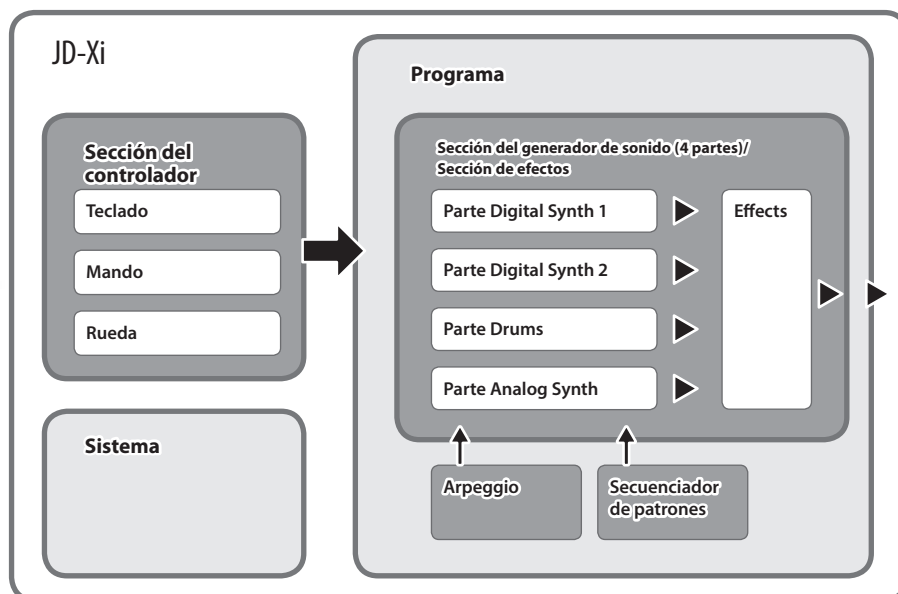 JD-Xi
Sección del
controlador
Teclado
Mando
Rueda
Sistema
Programa
Sección del generador de sonido (4 partes)/
Sección de efectos
Parte Digital Synth 1
Parte Digital Synth 2
Parte Drums
Parte Analog Synth
Effects
Arpeggio
Secuenciador
de patrones